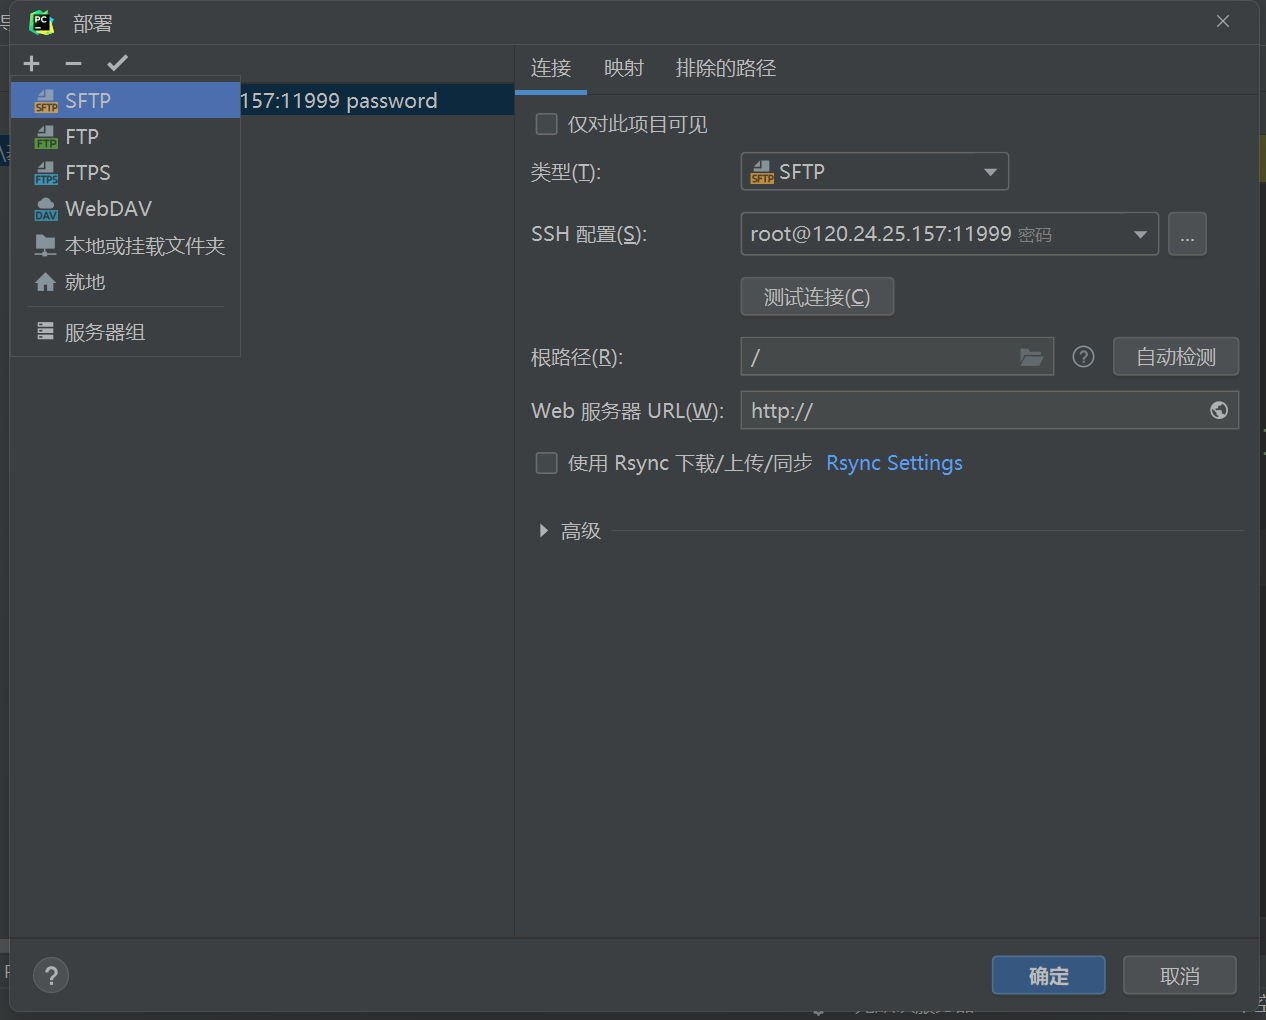 部署
SFTP
157:11999 password
FTP
FTPS
WebDAV
本地或挂载文件夹
就地
服务器组
连接 映射 排除的路径
仅对此项目可见
类型(T): SFTP
SSH 配置(S): root@120.24.25.157:11999 密码 ...
测试连接(C)
根路径(R): / 自动检测
Web 服务器 URL(W): http://
使用 Rsync 下载/上传/同步 Rsync Settings
高级
? 确定 取消